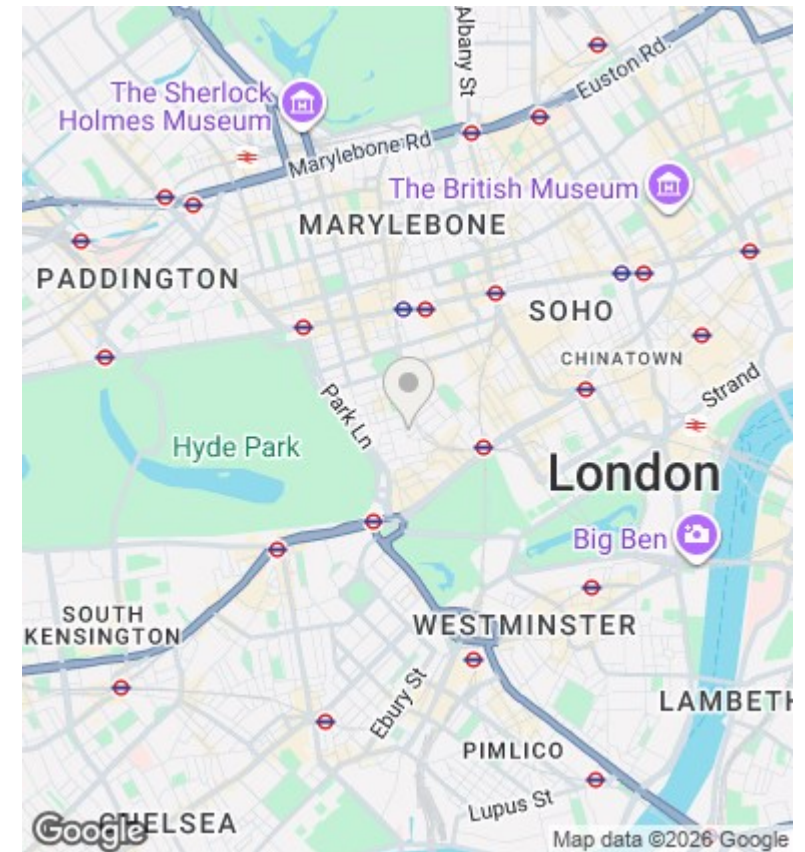 Albany St
Euston Rd.
The Sherlock
Holmes Museum
Marylebone Rd
The British Museum
MARYLEBONE
PADDINGTON
SOHO
CHINATOWN
Strand
Park Ln
Hyde Park
London
Big Ben
SOUTH
KENSINGTON
WESTMINSTER
Ebury St
LAMBETH
PIMLICO
Lupus St
CHELSEA
Google
Map data ©2026 Google